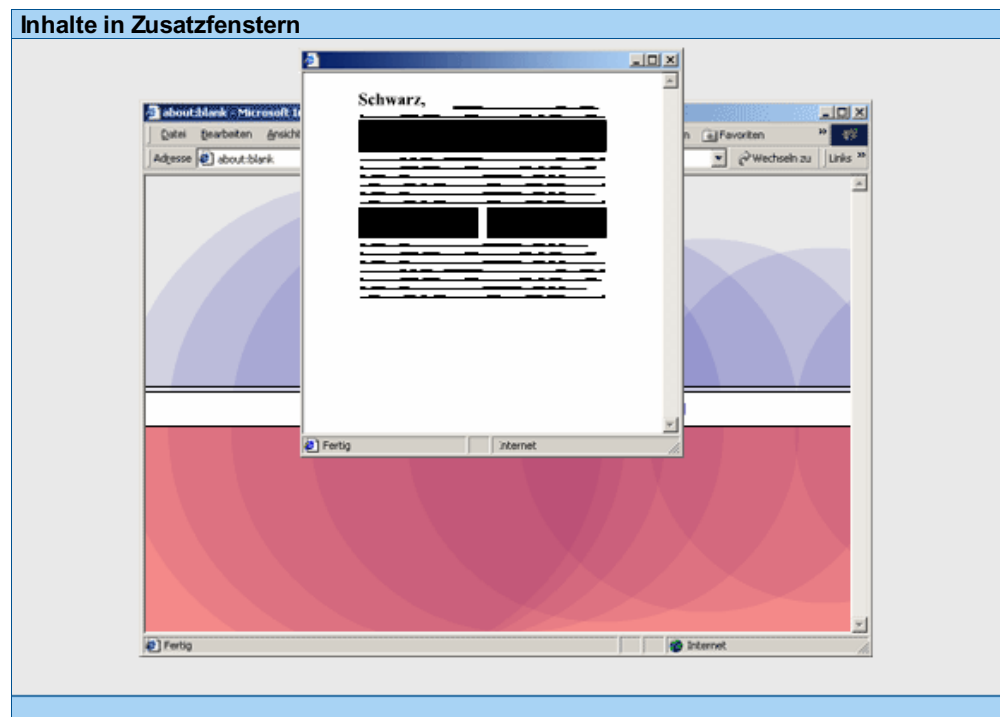 Inhalte in Zusatzfenstern
Schwarz,
about:blank - Microsoft I
Datei Bearbeiten Ansicht
Favoriten »
Adresse about:blank
Wechseln zu Links »
Fertig
Internet
Fertig
Internet